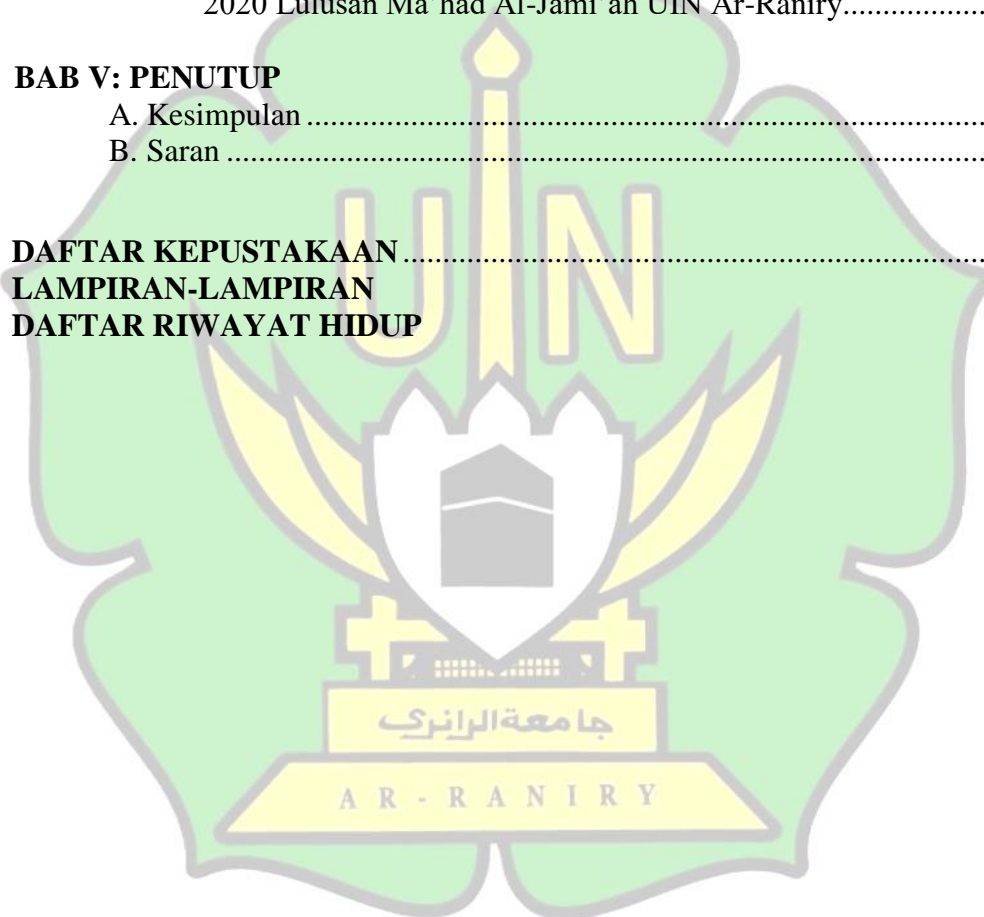 2020 Lulusan Ma'had Al-Jami'ah UIN Ar-Raniry..................
BAB V: PENUTUP
A. Kesimpulan ....................................................................................
B. Saran ..............................................................................................
DAFTAR KEPUSTAKAAN .........................................................................
LAMPIRAN-LAMPIRAN
DAFTAR RIWAYAT HIDUP
UIN
جامعة الرانري
AR-RANIRY